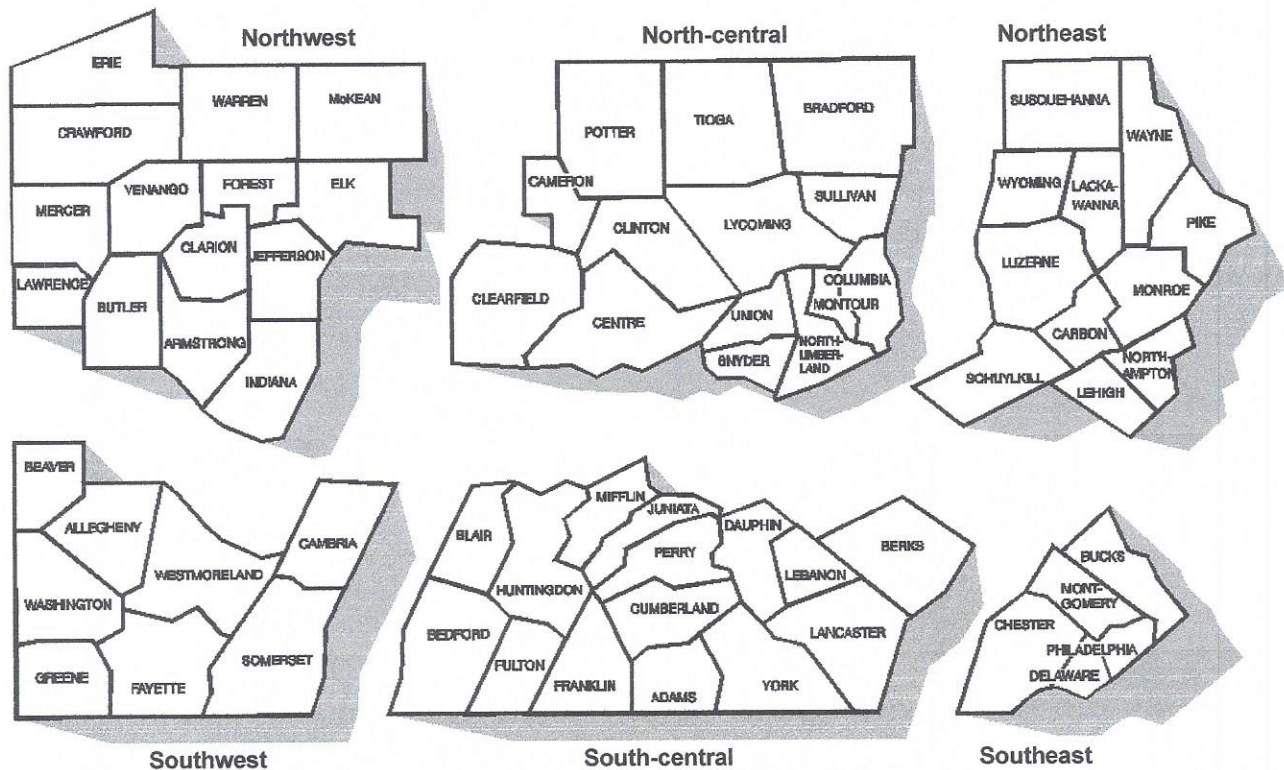 Northwest
ERIE
WARREN
McKEAN
CRAWFORD
VENANGO
FOREST
ELK
MERCER
CLARION
JEFFERSON
LAWRENCE
BUTLER
ARMSTRONG
INDIANA
North-central
POTTER
TIOGA
BRADFORD
CAMERON
SULLIVAN
CLINTON
LYCOMING
CLEARFIELD
CENTRE
UNION
COLUMBIA
MONTOUR
SNYDER
NORTH-
UMBER-
LAND
Northeast
SUSQUEHANNA
WAYNE
WYOMING
LACKA-
WANNA
PIKE
LUZERNE
MONROE
CARBON
SCHUYLKILL
NORTH-
AMPTON
LEHIGH
BEAVER
ALLEGHENY
CAMBRIA
WESTMORELAND
WASHINGTON
GREENE
FAYETTE
SOMERSET
Southwest
MIFFLIN
JUNIATA
BLAIR
DAUPHIN
BERKS
PERRY
LEBANON
HUNTINGDON
CUMBERLAND
BEDFORD
LANCASTER
FULTON
FRANKLIN
ADAMS
YORK
South-central
BUCKS
MONT-
GOMERY
CHESTER
PHILADELPHIA
DELAWARE
Southeast